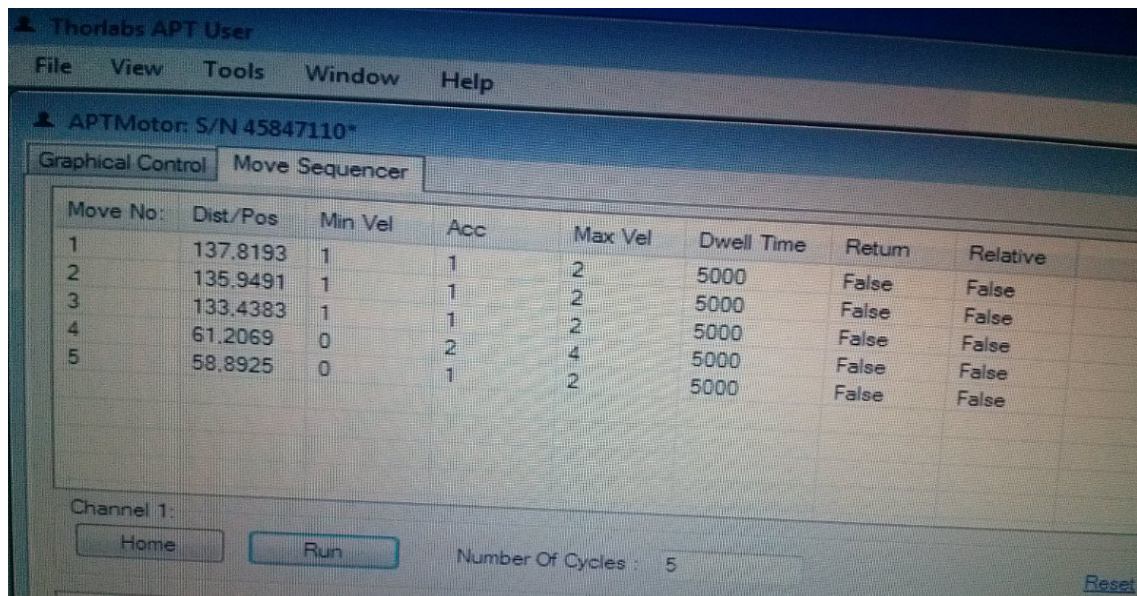 Thorlabs APT User
File View Tools Window Help
APTMotor: S/N 45847110*
Graphical Control Move Sequencer
Move No: Dist/Pos Min Vel Acc Max Vel Dwell Time Return Relative
1 137.8193 1 1 2 5000 False False
2 135.9491 1 1 2 5000 False False
3 133.4383 1 1 2 5000 False False
4 61.2069 0 2 4 5000 False False
5 58.8925 0 1 2 5000 False False
Channel 1:
Home Run Number Of Cycles : 5
Reset